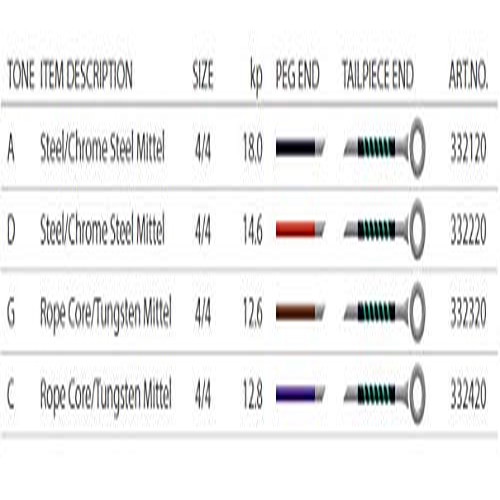 TONE ITEM DESCRIPTION SIZE kp PEG END TAILPIECE END ART.NO.
A Steel/Chrome Steel Mittel 4/4 18.0 332120
D Steel/Chrome Steel Mittel 4/4 14.6 332220
G Rope Core/Tungsten Mittel 4/4 12.6 332320
C Rope Core/Tungsten Mittel 4/4 12.8 332420